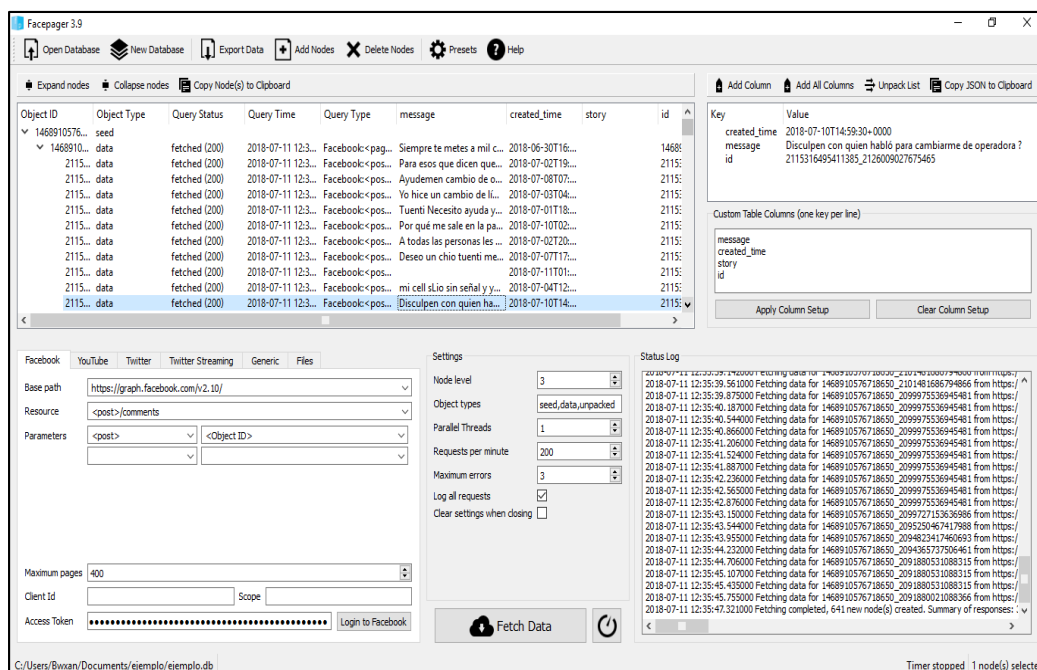 Facepager 3.9
Open Database New Database Export Data Add Nodes Delete Nodes Presets Help
Expand nodes Collapse nodes Copy Node(s) to Clipboard
Object ID Object Type Query Status Query Time Query Type message created_time story id
1468910576... seed
1468910... data fetched (200) 2018-07-11 12:3... Facebook:<pag... Siempre te metes a mil c... 2018-06-30T16:... 1468
2115... data fetched (200) 2018-07-11 12:3... Facebook:<pos... Para esos que dicen que... 2018-07-02T19:... 2115
2115... data fetched (200) 2018-07-11 12:3... Facebook:<pos... Ayudemen cambio de o... 2018-07-08T07:... 2115
2115... data fetched (200) 2018-07-11 12:3... Facebook:<pos... Yo hice un cambio de lí... 2018-07-03T04:... 2115
2115... data fetched (200) 2018-07-11 12:3... Facebook:<pos... Tuenti Necesito ayuda y... 2018-07-01T18:... 2115
2115... data fetched (200) 2018-07-11 12:3... Facebook:<pos... Por qué me sale en la pa... 2018-07-10T02:... 2115
2115... data fetched (200) 2018-07-11 12:3... Facebook:<pos... A todas las personas les ... 2018-07-02T20:... 2115
2115... data fetched (200) 2018-07-11 12:3... Facebook:<pos... Deseo un chio tuenti me... 2018-07-07T17:... 2115
2115... data fetched (200) 2018-07-11 12:3... Facebook:<pos... 2018-07-11T01:... 2115
2115... data fetched (200) 2018-07-11 12:3... Facebook:<pos... mi cell sLio sin señal y y... 2018-07-04T12:... 2115
2115... data fetched (200) 2018-07-11 12:3... Facebook:<pos... Disculpen con quien ha... 2018-07-10T14:... 2115
Add Column Add All Columns Unpack List Copy JSON to Clipboard
Key Value
created_time 2018-07-10T14:59:30+0000
message Disculpen con quien habló para cambiarme de operadora ?
id 2115316495411385_2126009027675465
Custom Table Columns (one key per line)
message
created_time
story
id
Apply Column Setup Clear Column Setup
Facebook YouTube Twitter Twitter Streaming Generic Files
Base path https://graph.facebook.com/v2.10/
Resource <post>/comments
Parameters <post> <Object ID>
Maximum pages 400
Client Id Scope
Access Token Login to Facebook
Settings
Node level 3
Object types seed,data,unpacked
Parallel Threads 1
Requests per minute 200
Maximum errors 3
Log all requests
Clear settings when closing
Fetch Data
Status Log
2018-07-11 12:35:39.142000 Fetching data for 1468910576718650_2101481686794866 from https:/
2018-07-11 12:35:39.561000 Fetching data for 1468910576718650_2101481686794866 from https:/
2018-07-11 12:35:39.875000 Fetching data for 1468910576718650_2099975536945481 from https:/
2018-07-11 12:35:40.187000 Fetching data for 1468910576718650_2099975536945481 from https:/
2018-07-11 12:35:40.544000 Fetching data for 1468910576718650_2099975536945481 from https:/
2018-07-11 12:35:40.866000 Fetching data for 1468910576718650_2099975536945481 from https:/
2018-07-11 12:35:41.206000 Fetching data for 1468910576718650_2099975536945481 from https:/
2018-07-11 12:35:41.524000 Fetching data for 1468910576718650_2099975536945481 from https:/
2018-07-11 12:35:41.887000 Fetching data for 1468910576718650_2099975536945481 from https:/
2018-07-11 12:35:42.236000 Fetching data for 1468910576718650_2099975536945481 from https:/
2018-07-11 12:35:42.565000 Fetching data for 1468910576718650_2099975536945481 from https:/
2018-07-11 12:35:42.876000 Fetching data for 1468910576718650_2099975536945481 from https:/
2018-07-11 12:35:43.150000 Fetching data for 1468910576718650_2099727153636986 from https:/
2018-07-11 12:35:43.544000 Fetching data for 1468910576718650_2095250467417988 from https:/
2018-07-11 12:35:43.955000 Fetching data for 1468910576718650_2094823417460693 from https:/
2018-07-11 12:35:44.232000 Fetching data for 1468910576718650_2094365737506461 from https:/
2018-07-11 12:35:44.706000 Fetching data for 1468910576718650_2091880531088315 from https:/
2018-07-11 12:35:45.107000 Fetching data for 1468910576718650_2091880531088315 from https:/
2018-07-11 12:35:45.435000 Fetching data for 1468910576718650_2091880531088315 from https:/
2018-07-11 12:35:45.755000 Fetching data for 1468910576718650_2091880021088366 from https:/
2018-07-11 12:35:47.321000 Fetching completed, 641 new node(s) created. Summary of responses:
C:/Users/Bwxan/Documents/ejemplo/ejemplo.db Timer stopped 1 node(s) selecte